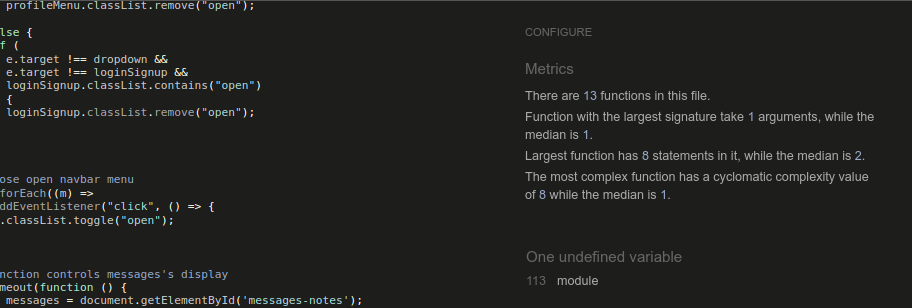 profileMenu.classList.remove("open");
lse {
f (
e.target !== dropdown &&
e.target !== loginSignup &&
loginSignup.classList.contains("open")
{
loginSignup.classList.remove("open");
ose open navbar menu
forEach((m) =>
ddEventListener("click", () => {
.classList.toggle("open");
nction controls messages's display
meout(function () {
messages = document.getElementById('messages-notes');
CONFIGURE
Metrics
There are 13 functions in this file.
Function with the largest signature take 1 arguments, while the
median is 1.
Largest function has 8 statements in it, while the median is 2.
The most complex function has a cyclomatic complexity value
of 8 while the median is 1.
One undefined variable
113 module